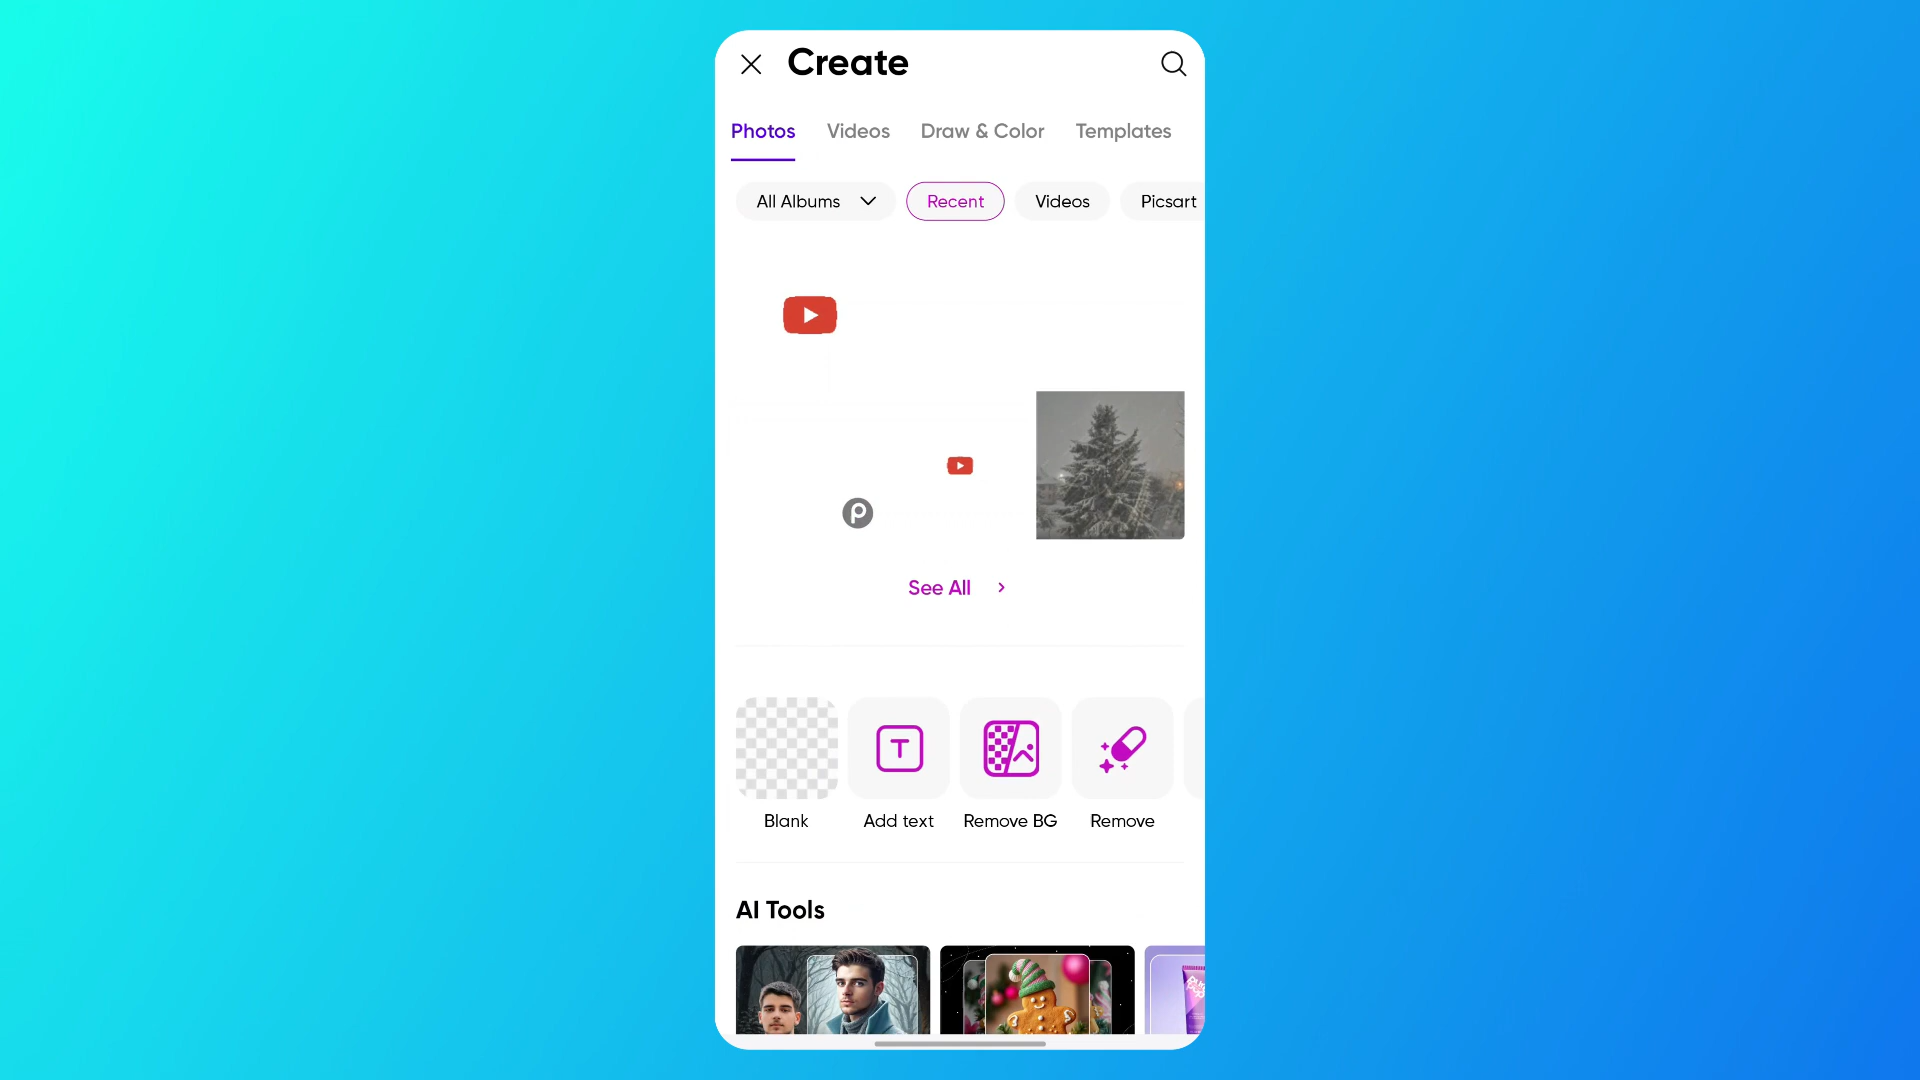 Create
Photos Videos Draw & Color Templates
All Albums Recent Videos Picsart
See All
Blank Add text Remove BG Remove
AI Tools